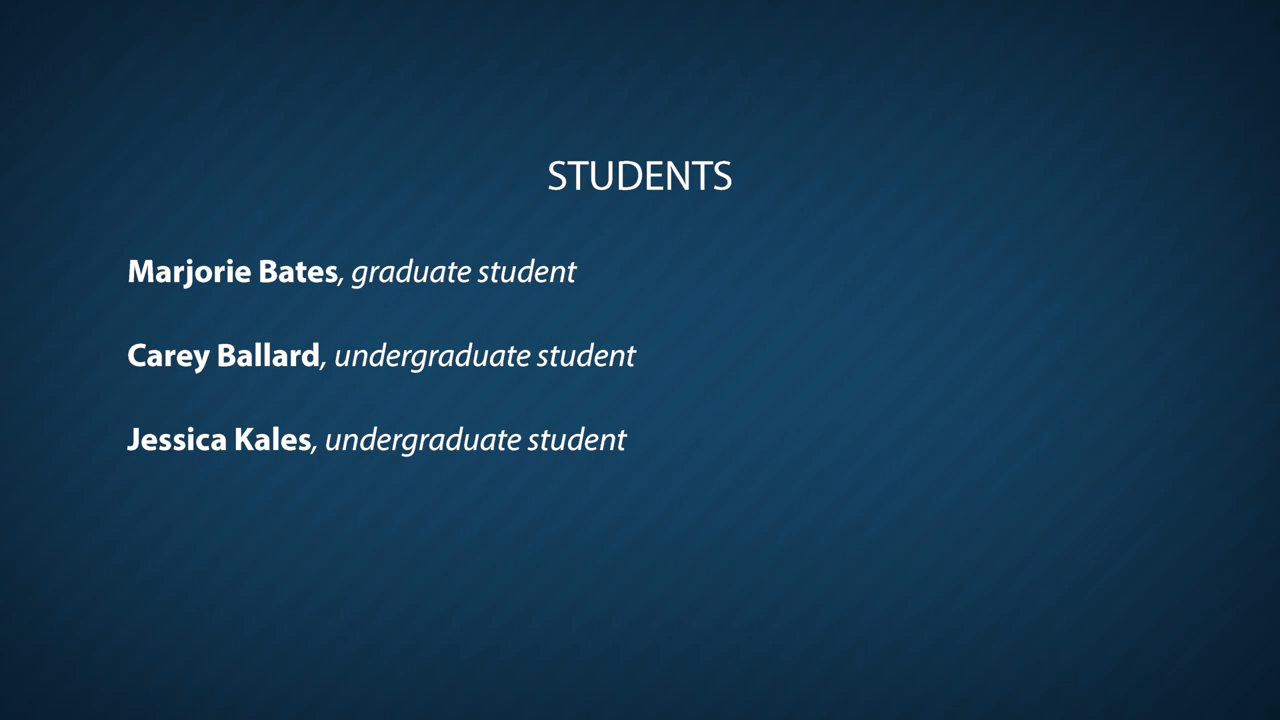 STUDENTS
Marjorie Bates, graduate student
Carey Ballard, undergraduate student
Jessica Kales, undergraduate student